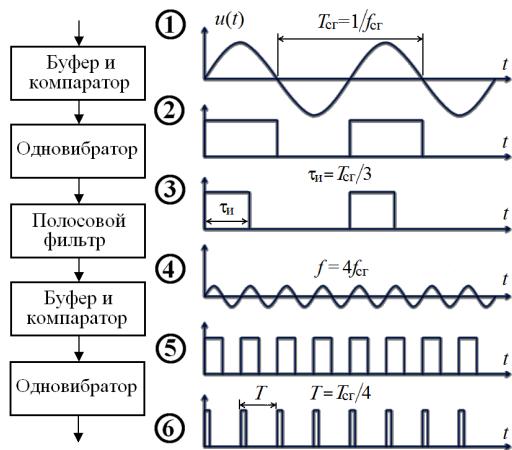 1
u(t)
Tсг=1/fсг
t
Буфер и
компаратор
2
t
Одновибратор
3
τи=Tсг/3
τи
t
Полосовой
фильтр
4
f = 4fсг
t
Буфер и
компаратор
5
t
Одновибратор
6
T
T=Tсг/4
t